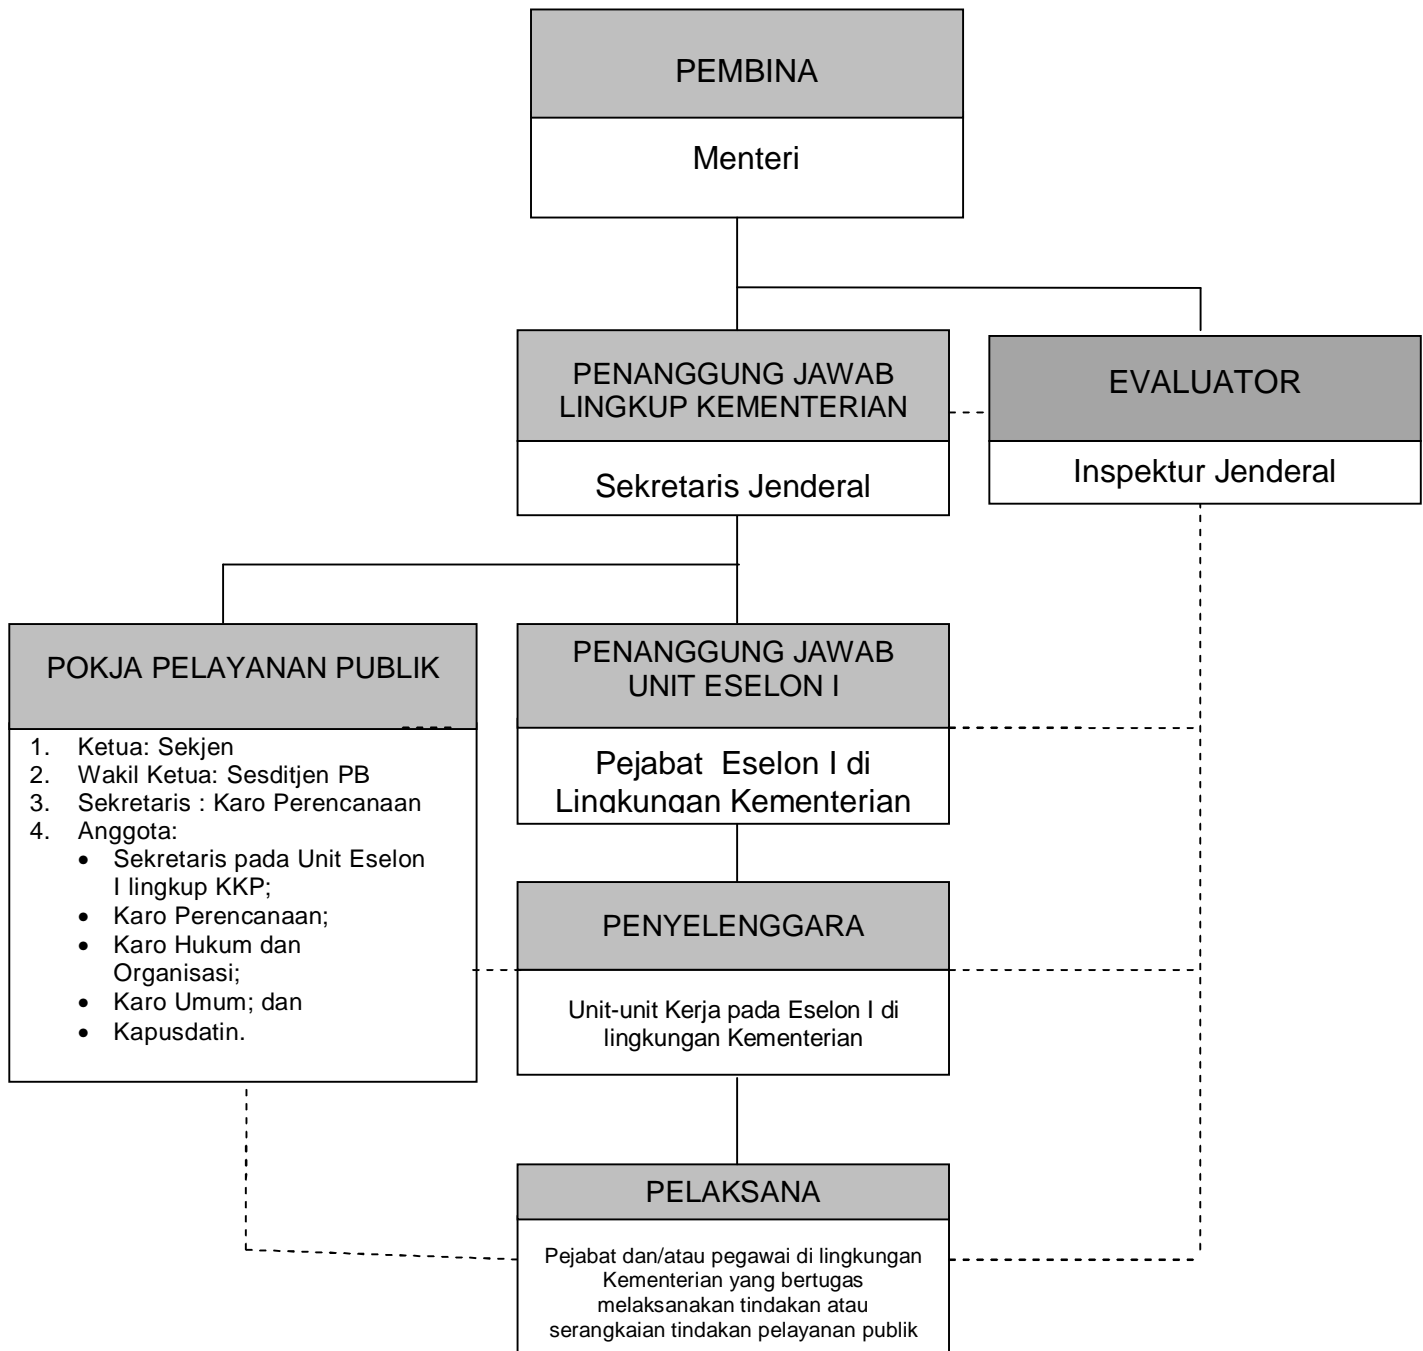 PEMBINA
Menteri
PENANGGUNG JAWAB
LINGKUP KEMENTERIAN
Sekretaris Jenderal
EVALUATOR
Inspektur Jenderal
POKJA PELAYANAN PUBLIK
1. Ketua: Sekjen
2. Wakil Ketua: Sesditjen PB
3. Sekretaris : Karo Perencanaan
4. Anggota:
• Sekretaris pada Unit Eselon
I lingkup KKP;
• Karo Perencanaan;
• Karo Hukum dan
Organisasi;
• Karo Umum; dan
• Kapusdatin.
PENANGGUNG JAWAB
UNIT ESELON I
Pejabat Eselon I di
Lingkungan Kementerian
PENYELENGGARA
Unit-unit Kerja pada Eselon I di
lingkungan Kementerian
PELAKSANA
Pejabat dan/atau pegawai di lingkungan
Kementerian yang bertugas
melaksanakan tindakan atau
serangkaian tindakan pelayanan publik